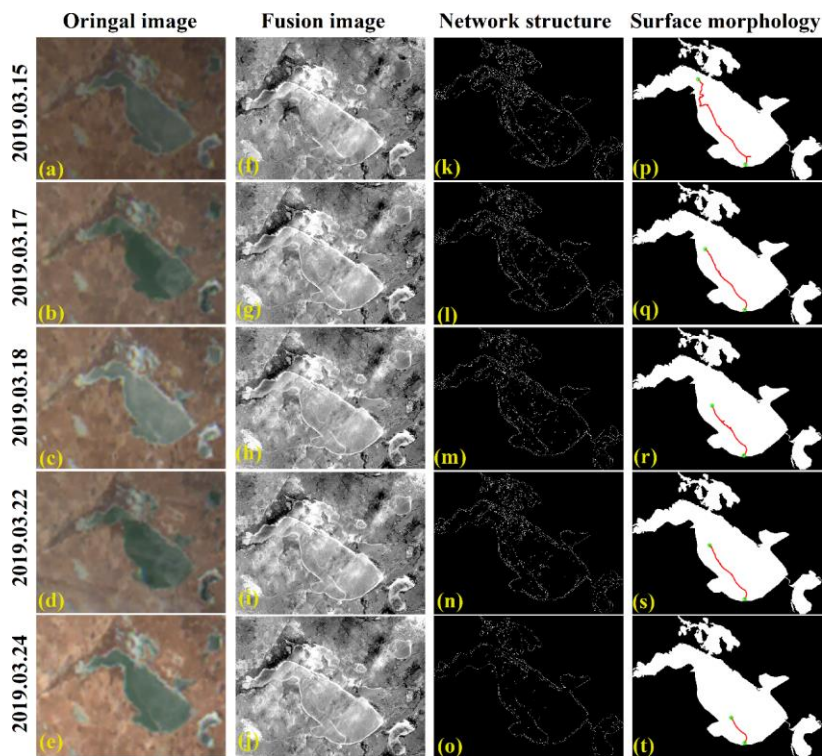 Oringal image Fusion image Network structure Surface morphology
2019.03.15
(a) (f) (k) (p)
2019.03.17
(b) (g) (l) (q)
2019.03.18
(c) (h) (m) (r)
2019.03.22
(d) (i) (n) (s)
2019.03.24
(e) (j) (o) (t)